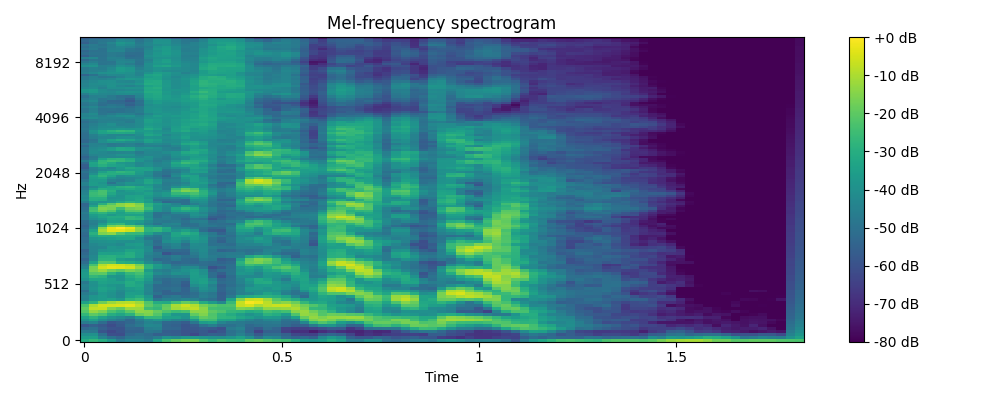 Mel-frequency spectrogram
Hz
8192
4096
2048
1024
512
0
0 0.5 1 1.5
Time
+0 dB
-10 dB
-20 dB
-30 dB
-40 dB
-50 dB
-60 dB
-70 dB
-80 dB